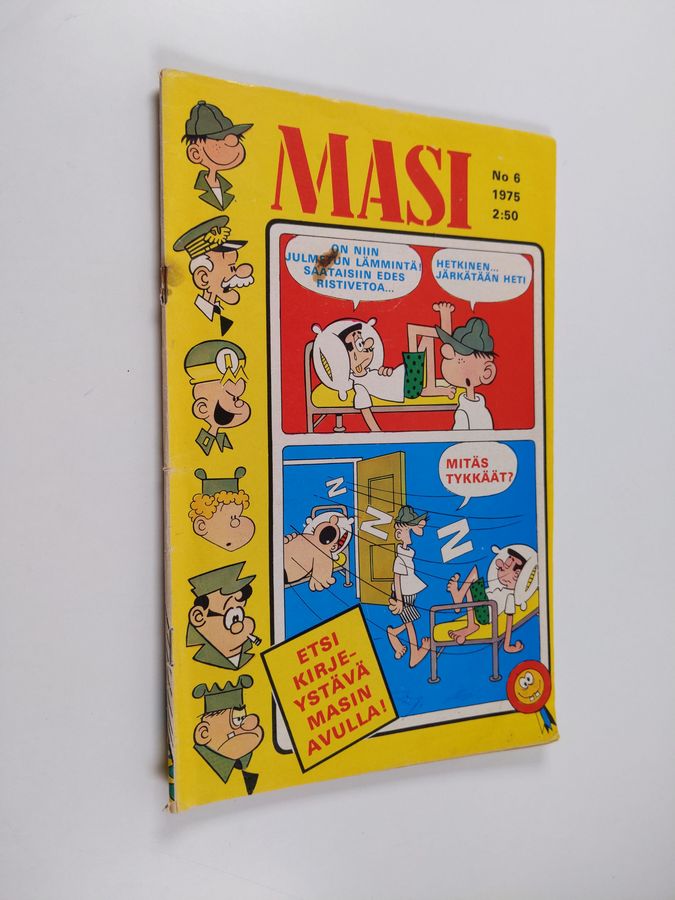 MASI
No 6
1975
2:50
ON NIIN
JULMETUN LÄMMINTÄ!
SAATAISIIN EDES
RISTIVETOA...
HETKINEN...
JÄRKÄTÄÄN HETI
MITÄS
TYKKÄÄT?
Z
Z
Z
ETSI
KIRJE-
YSTÄVÄ
MASIN
AVULLA!